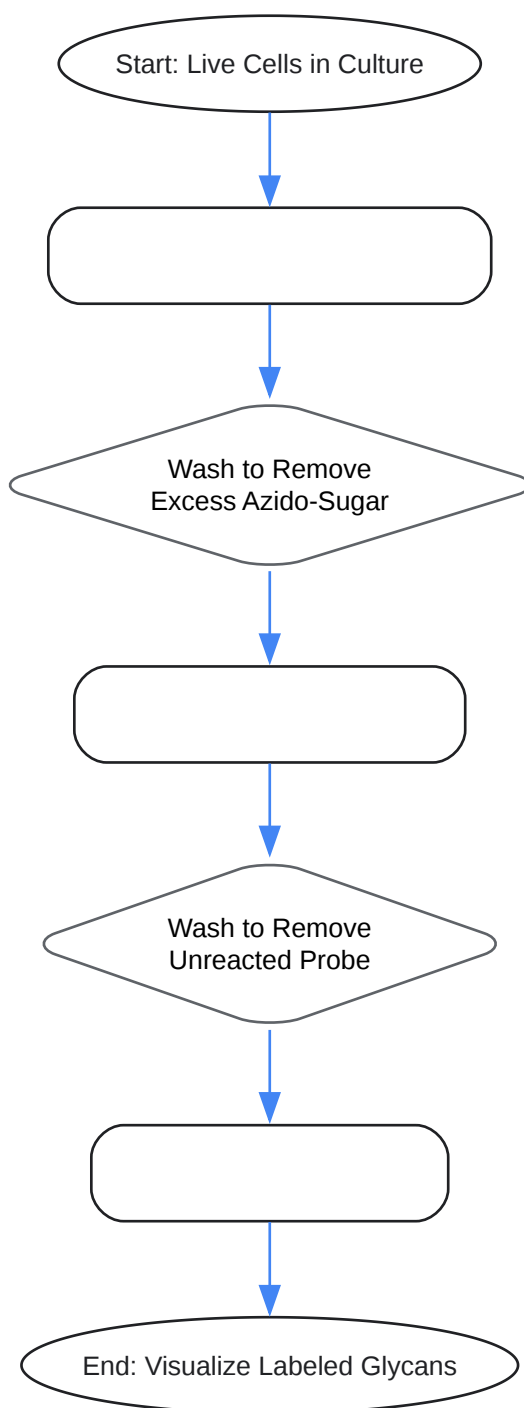 Start: Live Cells in Culture
Wash to Remove
Excess Azido-Sugar
Wash to Remove
Unreacted Probe
End: Visualize Labeled Glycans